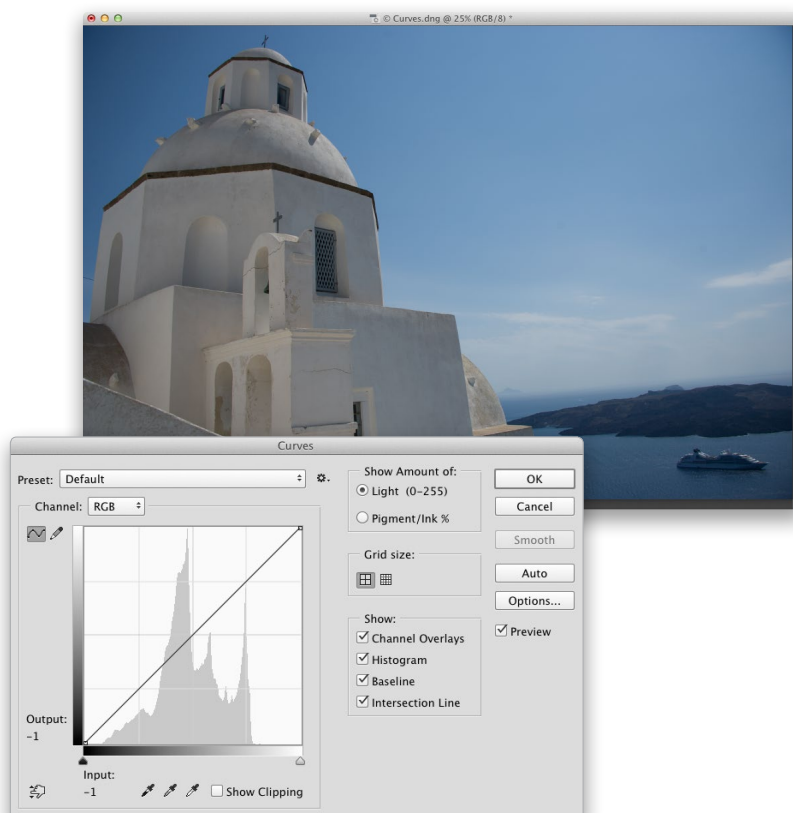 © Curves.dng @ 25% (RGB/8) *
Curves
Preset: Default
Channel: RGB
Output:
-1
Input:
-1
Show Clipping
Show Amount of:
Light (0-255)
Pigment/Ink %
Grid size:
Show:
Channel Overlays
Histogram
Baseline
Intersection Line
OK
Cancel
Smooth
Auto
Options...
Preview